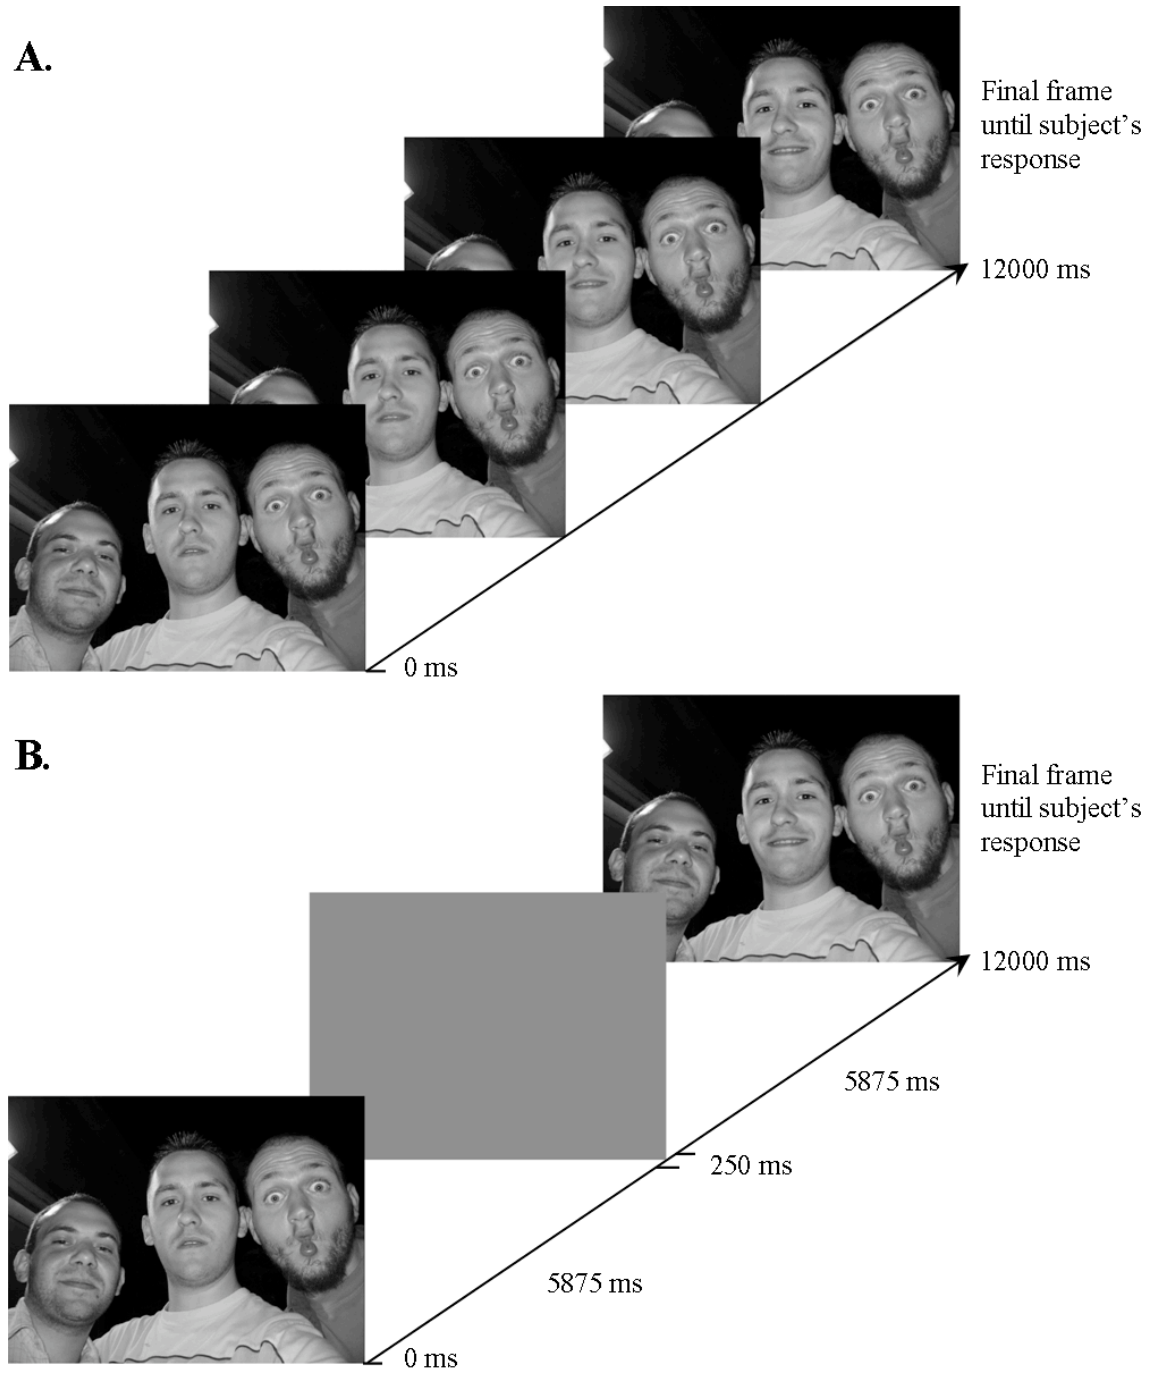 A.
Final frame
until subject’s
response
12000 ms
0 ms
B.
Final frame
until subject’s
response
12000 ms
5875 ms
250 ms
5875 ms
0 ms